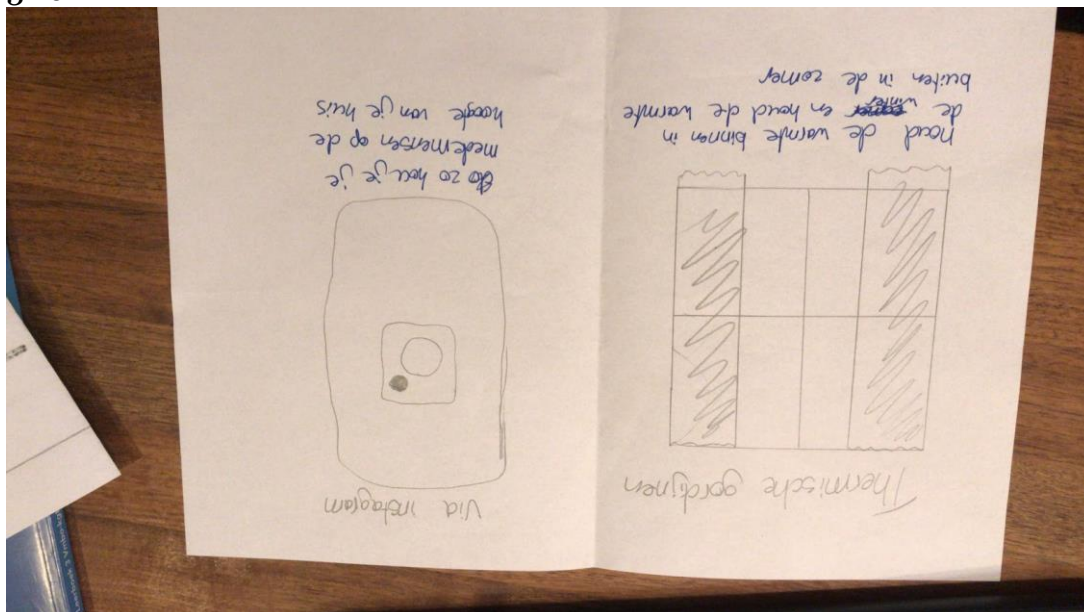 Thermische gordijnen
houd de warmte binnen in
de winter en houd de warmte
buiten in de zomer
Via instagram
zo hou je je
medemensen op de
hoogte van je huis